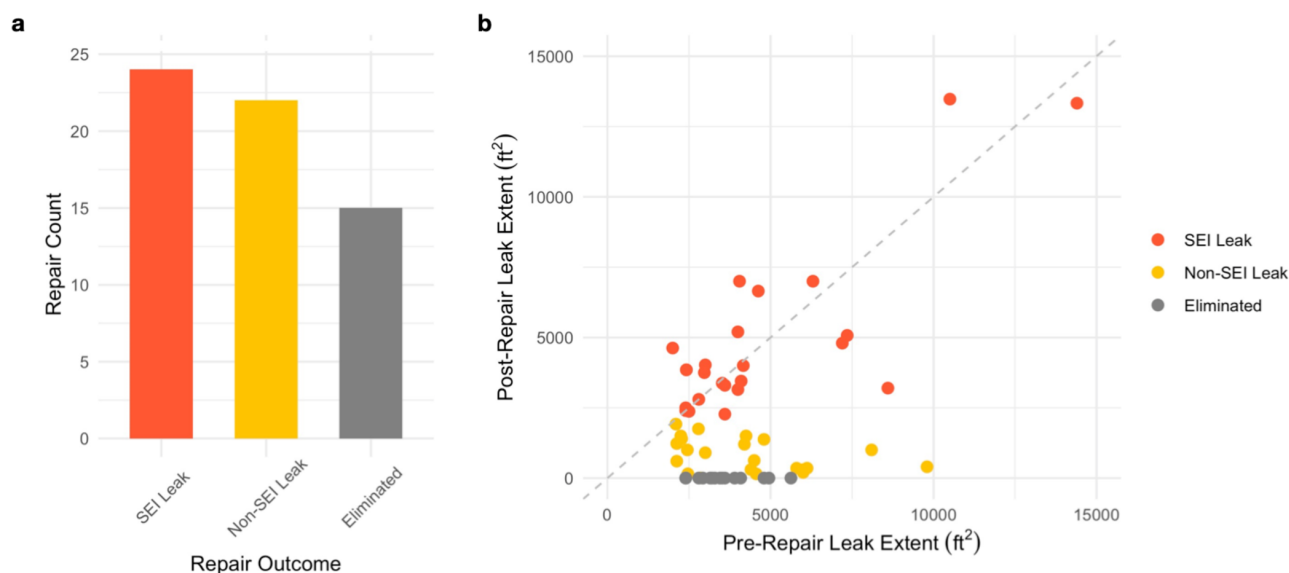 a
25
20
15
10
5
0
Repair Count
SEI Leak
Non-SEI Leak
Eliminated
Repair Outcome
b
15000
10000
5000
0
Post-Repair Leak Extent (ft²)
0
5000
10000
15000
Pre-Repair Leak Extent (ft²)
SEI Leak
Non-SEI Leak
Eliminated